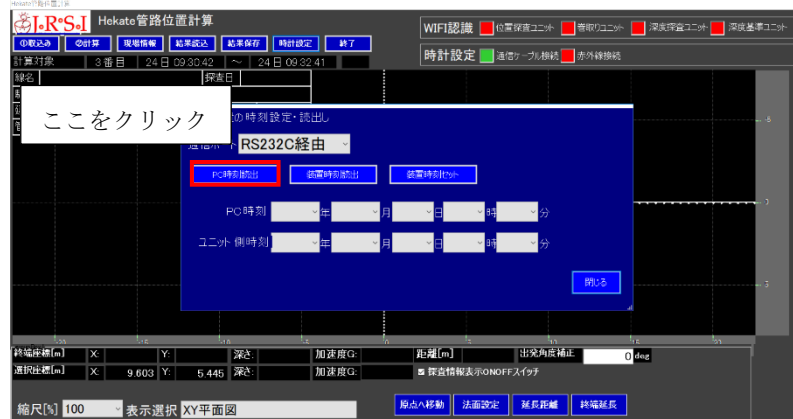 Hekate管路位置計算
J.R.S.I Hekate管路位置計算
WIFI認識 位置探査ユニット 管取りユニット 深度探査ユニット 深度基準ユニット
①取込み ②計算 現場情報 結果読込 結果保存 時計設定 終了
時計設定 通信ケーブル接続 赤外線接続
計算対象 3番目 24日 09:30:42 ～ 24日 09:32:41
線名 探査日
ここをクリック
の時刻設定・読出し
RS232C経由
PC時刻読出 装置時刻読出 装置時刻セット
PC時刻 年 月 日 時 分
ユニット側時刻 年 月 日 時 分
閉じる
終端座標[m] X: Y: 深さ: 加速度G: 距離[m] 出発角度補正 0 deg
選択座標[m] X: 9.603 Y: 5.445 深さ: 加速度G: 探査情報表示ONOFFスイッチ
縮尺[%] 100 表示選択 XY平面図 原点へ移動 法面設定 延長距離 終端延長